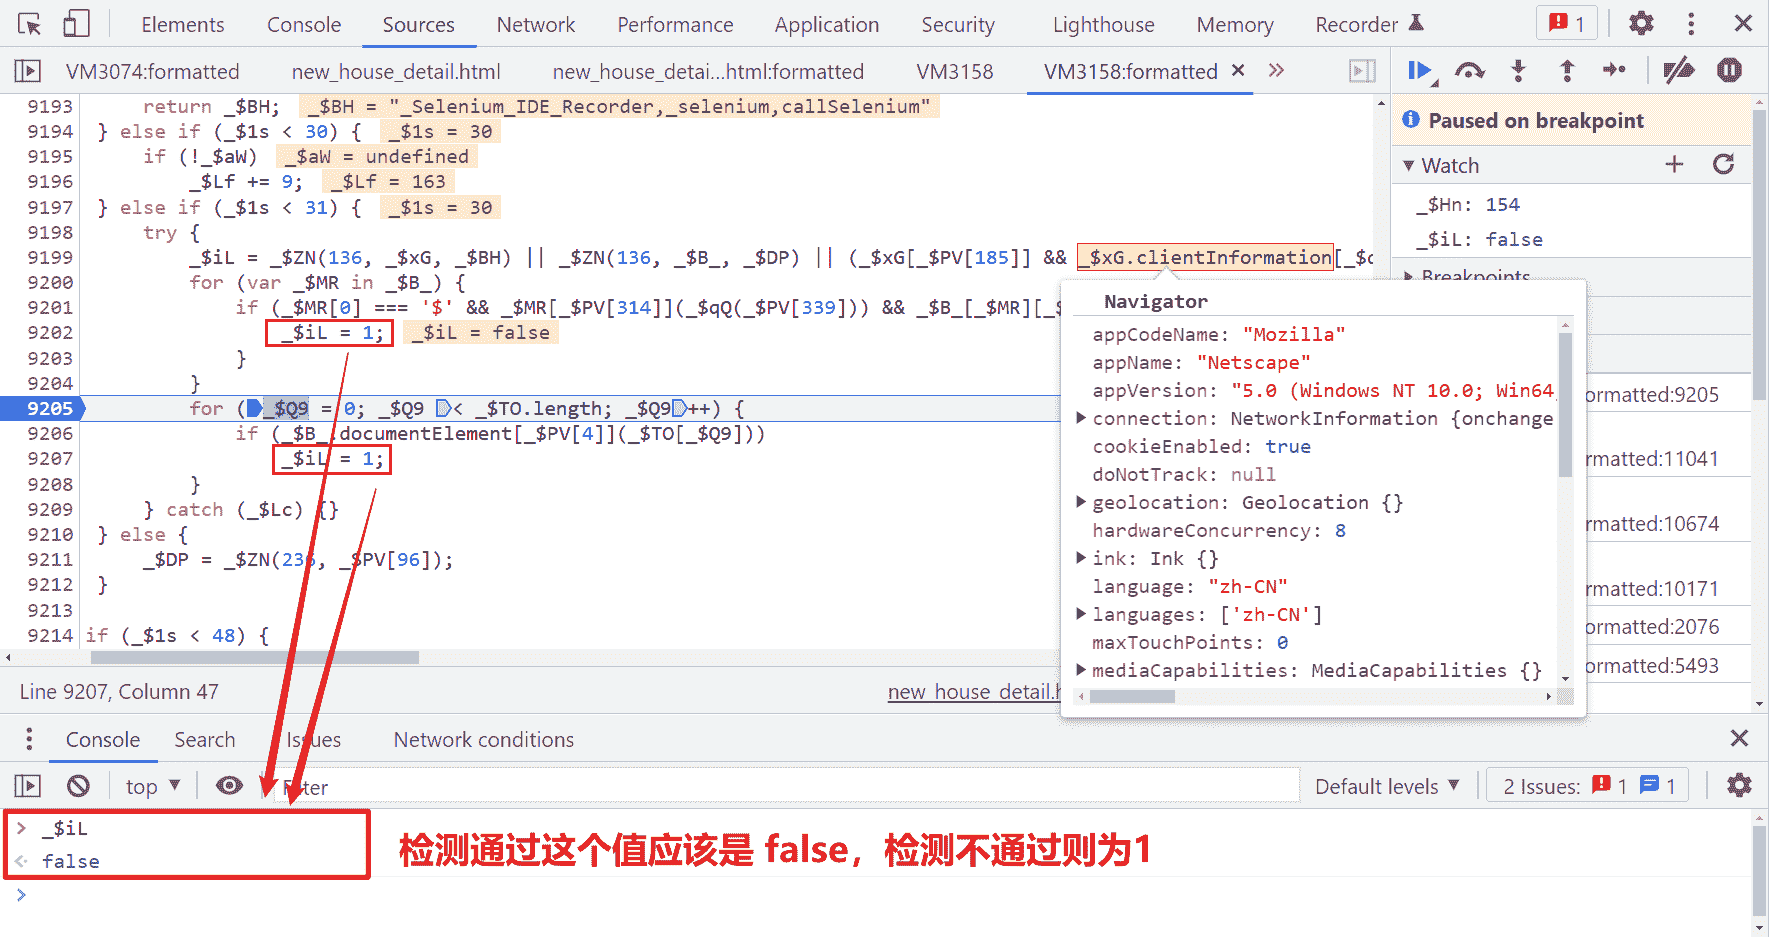 Elements Console Sources Network Performance Application Security Lighthouse Memory Recorder 1
VM3074:formatted new_house_detail.html new_house_detai...html:formatted VM3158 VM3158:formatted
9193 return _$BH; _$BH = "_Selenium_IDE_Recorder,_selenium,callSelenium"
9194 } else if (_$1s < 30) { _$1s = 30
9195 if (!_$aW) _$aW = undefined
9196 _$Lf += 9; _$Lf = 163
9197 } else if (_$1s < 31) { _$1s = 30
9198 try {
9199 _$iL = _$ZN(136, _$xG, _$BH) || _$ZN(136, _$B_, _$DP) || (_$xG[_$PV[185]] && _$xG.clientInformation[_$c
9200 for (var _$MR in _$B_) {
9201 if (_$MR[0] === '$' && _$MR[_$PV[314]](_$qQ(_$PV[339])) && _$B_[_$MR][_$
9202 _$iL = 1; _$iL = false
9203 }
9204 }
9205 for (_$Q9 = 0; _$Q9 < _$TO.length; _$Q9++) {
9206 if (_$B_.documentElement[_$PV[4]](_$TO[_$Q9]))
9207 _$iL = 1;
9208 }
9209 } catch (_$Lc) {}
9210 } else {
9211 _$DP = _$ZN(236, _$PV[96]);
9212 }
9213
9214 if (_$1s < 48) {
Line 9207, Column 47 new_house_detail.h
Paused on breakpoint
Watch
_$Hn: 154
_$iL: false
Breakpoints
Navigator
appCodeName: "Mozilla"
appName: "Netscape"
appVersion: "5.0 (Windows NT 10.0; Win64
connection: NetworkInformation {onchange
cookieEnabled: true
doNotTrack: null
geolocation: Geolocation {}
hardwareConcurrency: 8
ink: Ink {}
language: "zh-CN"
languages: ['zh-CN']
maxTouchPoints: 0
mediaCapabilities: MediaCapabilities {}
ormatted:9205
rmatted:11041
rmatted:10674
rmatted:10171
ormatted:2076
ormatted:5493
Console Search Issues Network conditions
top Filter Default levels 2 Issues: 1 1
_$iL
false
检测通过这个值应该是 false，检测不通过则为1